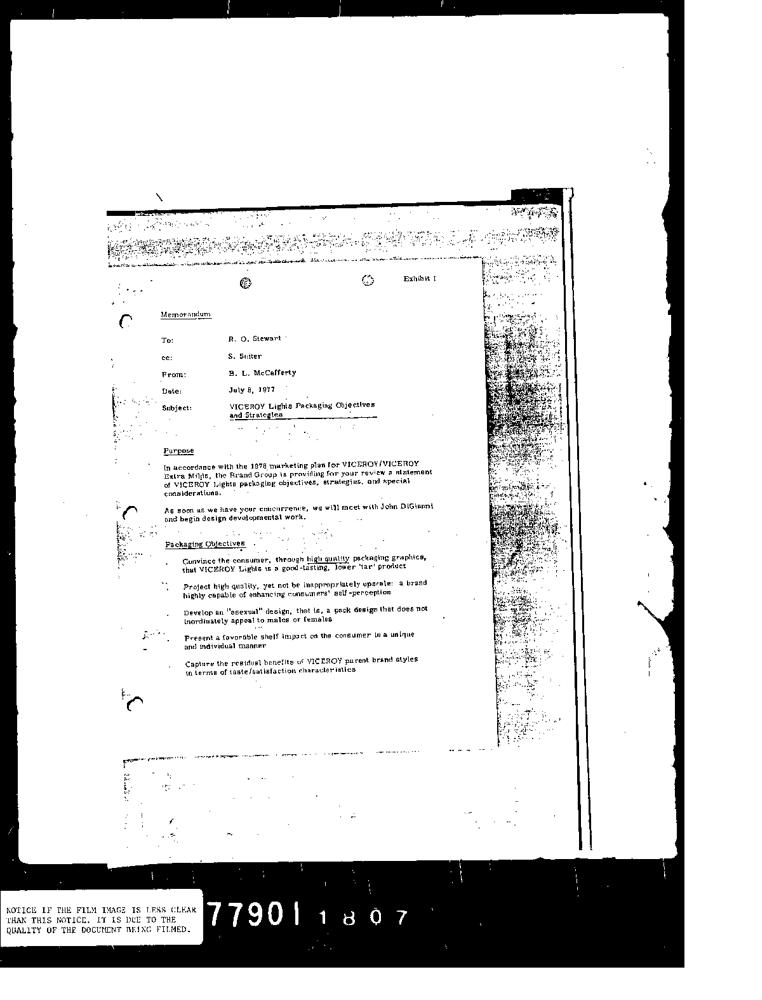 Exhibit 1
Memorandum
To: R. O. Stewart
cc: S. Sutter
From: B. L. McCafferty
Date: July 8, 1977
Subject: VICEROY Lights Packaging Objectives
and Strategies
Purpose
In accordance with the 1978 marketing plan for VICEROY/VICEROY
Extra Milds, the Brand Group is providing for your review a statement
of VICEROY Lights packaging objectives, strategies, and special
considerations.
As soon as we have your concurrence, we will meet with John DiGianni
and begin design developmental work.
Packaging Objectives
Convince the consumer, through high quality packaging graphics,
that VICEROY Lights is a good-tasting, lower 'tar' product
Project high quality, yet not be inappropriately upscale: a brand
highly capable of enhancing consumers' self-perception
Develop an "asexual" design, that is, a pack design that does not
inordinately appeal to males or females
Present a favorable shelf impact on the consumer in a unique
and individual manner
Capture the residual benefits of VICEROY parent brand styles
in terms of taste/satisfaction characteristics
NOTICE IF THE FILM IMAGE IS LESS CLEAR
THAN THIS NOTICE. IT IS DUE TO THE
QUALITY OF THE DOCUMENT BEING FILMED.
77901 1807